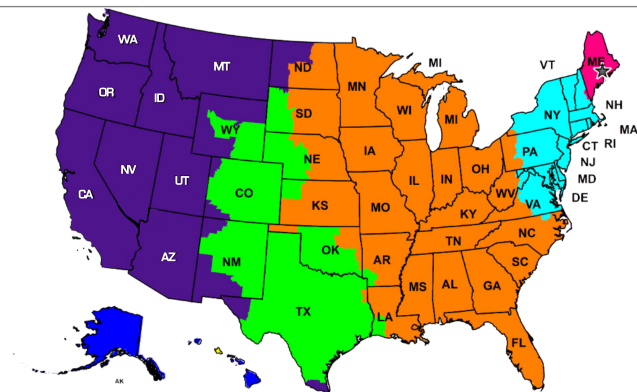 WA
MT
ND
MN
MI
VT
ME
OR
ID
SD
WI
MI
NY
NH
MA
WY
CT
RI
NV
UT
CO
NE
IA
IL
IN
OH
PA
NJ
MD
DE
CA
KS
MO
KY
WV
VA
AZ
NM
OK
AR
TN
NC
SC
TX
LA
MS
AL
GA
FL
AK